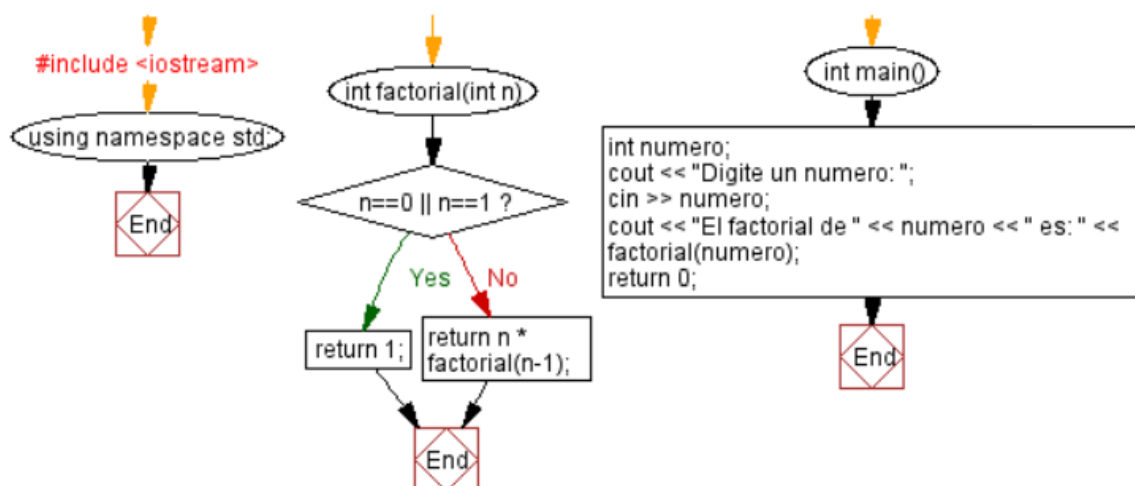 #include <iostream>
using namespace std;
End
int factorial(int n)
n==0 || n==1 ?
Yes
No
return 1;
return n *
factorial(n-1);
End
int main()
int numero;
cout << "Digite un numero: ";
cin >> numero;
cout << "El factorial de " << numero << " es: " <<
factorial(numero);
return 0;
End